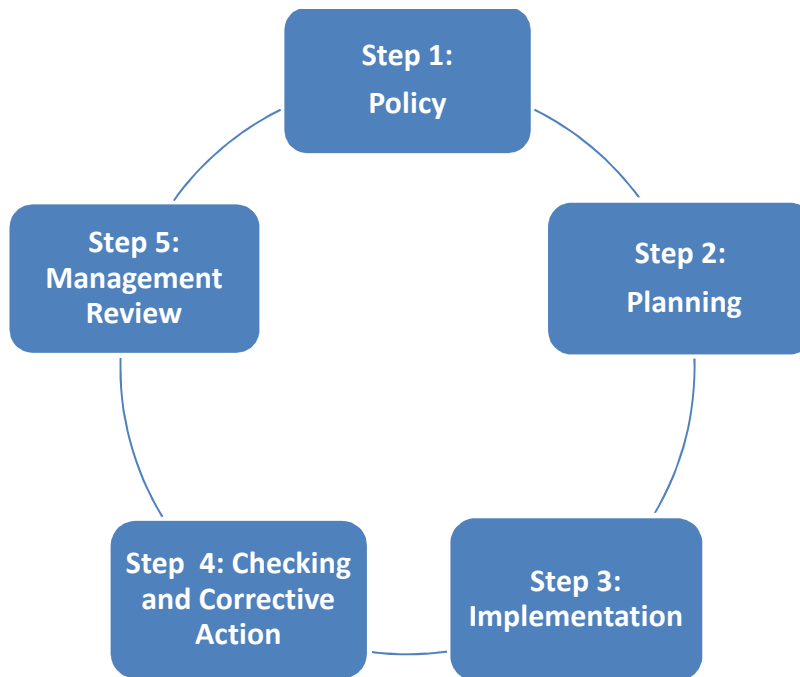 Step 1:
Policy
Step 2:
Planning
Step 3:
Implementation
Step  4: Checking
and Corrective
Action
Step 5:
Management
Review